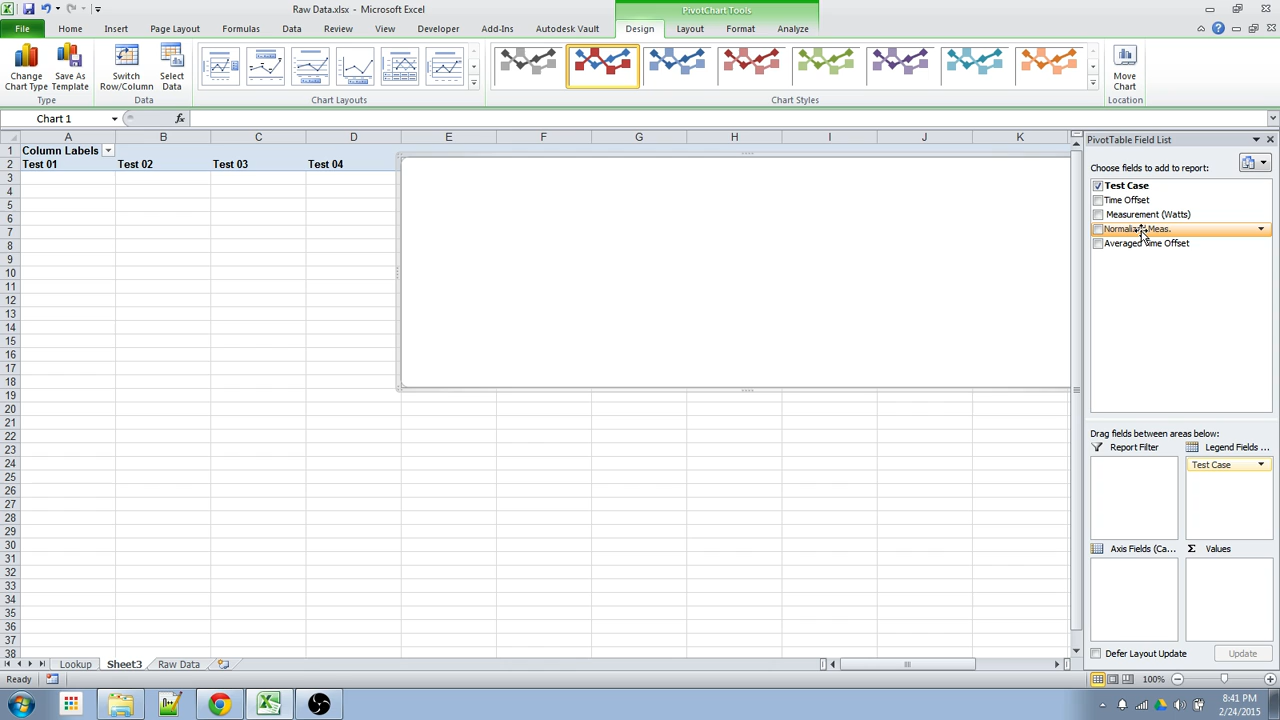 Raw Data.xlsx - Microsoft Excel
PivotChart Tools
File Home Insert Page Layout Formulas Data Review View Developer Add-Ins Autodesk Vault Design Layout Format Analyze
Change Chart Type
Save As Template
Switch Row/Column
Select Data
Move Chart
Type Data Chart Layouts Chart Styles Location
Chart 1
fx
PivotTable Field List
A B C D E F G H I J K
1 Column Labels
2 Test 01 Test 02 Test 03 Test 04
3
4
5
6
7
8
9
10
11
12
13
14
15
16
17
18
19
20
21
22
23
24
25
26
27
28
29
30
31
32
33
34
35
36
37
38
Choose fields to add to report:
Test Case
Time Offset
Measurement (Watts)
Meas.
Averaged Time Offset
Drag fields between areas below:
Report Filter
Legend Fields ...
Test Case
Axis Fields (Ca...
Σ Values
Defer Layout Update
Update
Lookup Sheet3 Raw Data
Ready
100%
8:41 PM
2/24/2015